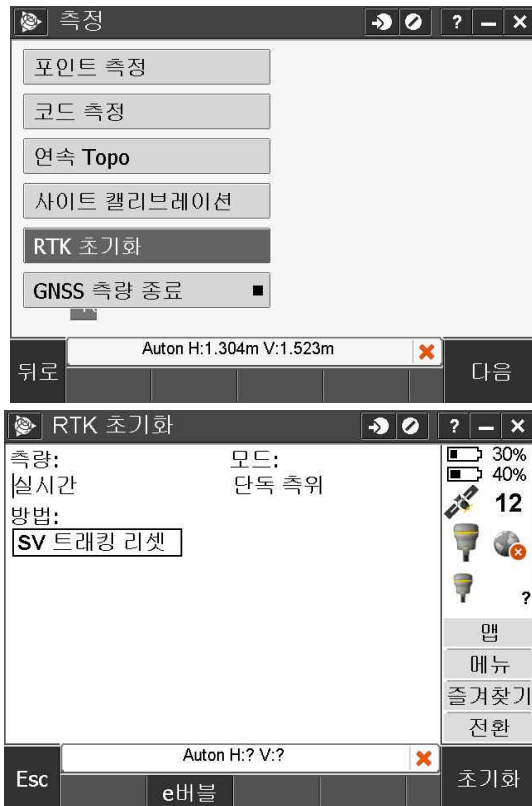 측정
? – ×
포인트 측정
코드 측정
연속 Topo
사이트 캘리브레이션
RTK 초기화
GNSS 측량 종료
Auton H:1.304m V:1.523m
뒤로
다음
RTK 초기화
? – ×
측량:
모드:
실시간
단독 측위
방법:
SV 트래킹 리셋
30%
40%
12
?
맵
메뉴
즐겨찾기
전환
Auton H:? V:?
Esc
e버블
초기화